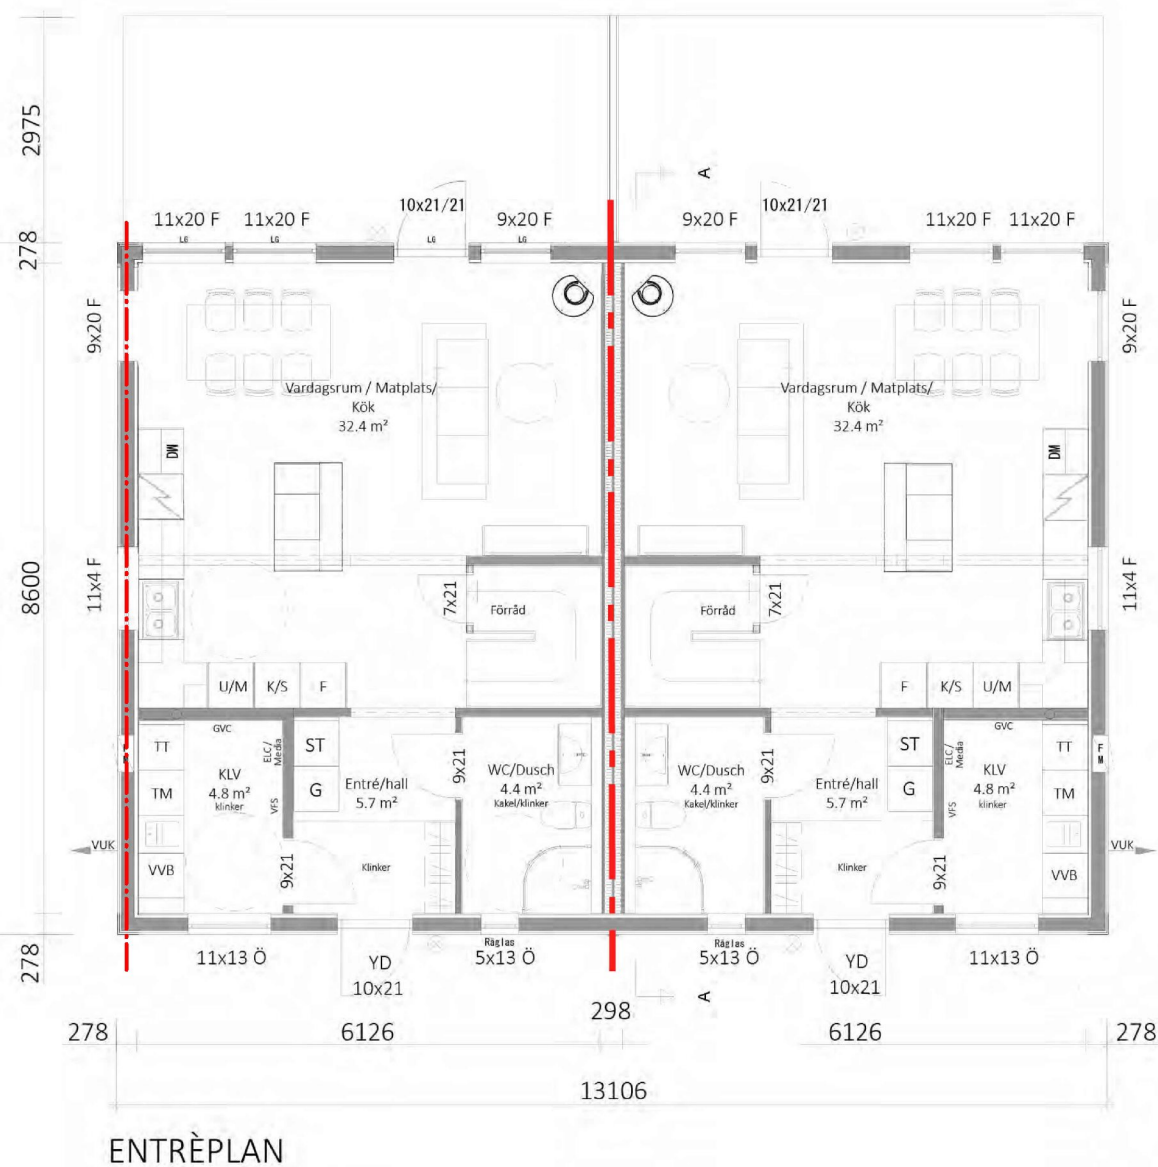 2975
278
8600
278
A
11x20 F
11x20 F
10x21/21
9x20 F
9x20 F
10x21/21
11x20 F
11x20 F
LG
LG
LG
LG
9x20 F
9x20 F
Vardagsrum / Matplats/
Kök
32.4 m²
Vardagsrum / Matplats/
Kök
32.4 m²
DM
DM
11x4 F
11x4 F
7x21
Förråd
Förråd
7x21
U/M
K/S
F
F
K/S
U/M
TT
GVC
ELC/
Media
ST
9x21
9x21
ST
ELC/
Media
GVC
TT
F
M
KLV
4.8 m²
klinker
TM
VFS
G
Entré/hall
5.7 m²
WC/Dusch
4.4 m²
Kakel/klinker
WC/Dusch
4.4 m²
Kakel/klinker
Entré/hall
5.7 m²
G
VFS
KLV
4.8 m²
klinker
TM
VUK
VUK
VVB
9x21
Klinker
Klinker
9x21
VVB
11x13 Ö
YD
10x21
Råglas
5x13 Ö
Råglas
5x13 Ö
YD
10x21
11x13 Ö
A
278
6126
298
6126
278
13106
ENTRÈPLAN